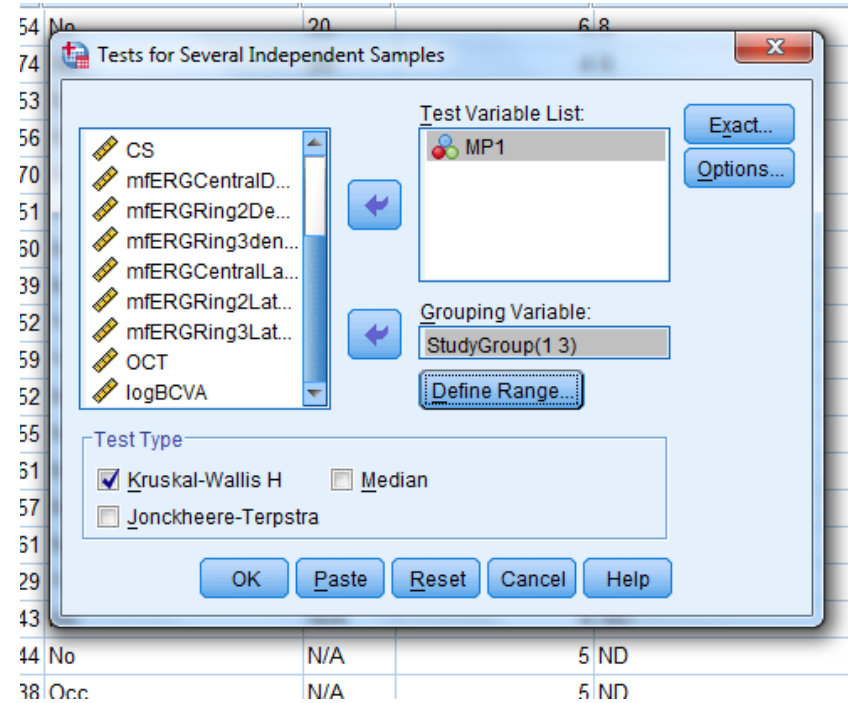 54 No 20 6 8
74
53
56
70
51
60
39
52
59
52
55
61
57
61
29
43
44 No N/A 5 ND
38 Occ N/A 5 ND
Tests for Several Independent Samples
Test Variable List:
CS
mfERGCentralD...
mfERGRing2De...
mfERGRing3den...
mfERGCentralLa...
mfERGRing2Lat...
mfERGRing3Lat...
OCT
logBCVA
MP1
Exact...
Options...
Grouping Variable:
StudyGroup(1 3)
Define Range...
Test Type
Kruskal-Wallis H Median
Jonckheere-Terpstra
OK Paste Reset Cancel Help